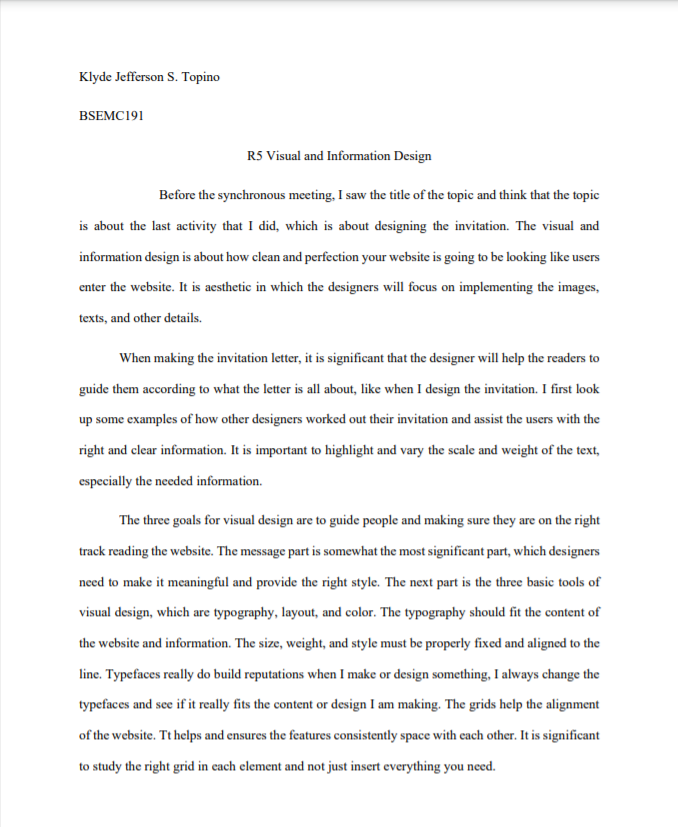 Klyde Jefferson S. Topino
BSEMC191
R5 Visual and Information Design
Before the synchronous meeting, I saw the title of the topic and think that the topic
is about the last activity that I did, which is about designing the invitation. The visual and
information design is about how clean and perfection your website is going to be looking like users
enter the website. It is aesthetic in which the designers will focus on implementing the images,
texts, and other details.
When making the invitation letter, it is significant that the designer will help the readers to
guide them according to what the letter is all about, like when I design the invitation. I first look
up some examples of how other designers worked out their invitation and assist the users with the
right and clear information. It is important to highlight and vary the scale and weight of the text,
especially the needed information.
The three goals for visual design are to guide people and making sure they are on the right
track reading the website. The message part is somewhat the most significant part, which designers
need to make it meaningful and provide the right style. The next part is the three basic tools of
visual design, which are typography, layout, and color. The typography should fit the content of
the website and information. The size, weight, and style must be properly fixed and aligned to the
line. Typefaces really do build reputations when I make or design something, I always change the
typefaces and see if it really fits the content or design I am making. The grids help the alignment
of the website. Tt helps and ensures the features consistently space with each other. It is significant
to study the right grid in each element and not just insert everything you need.